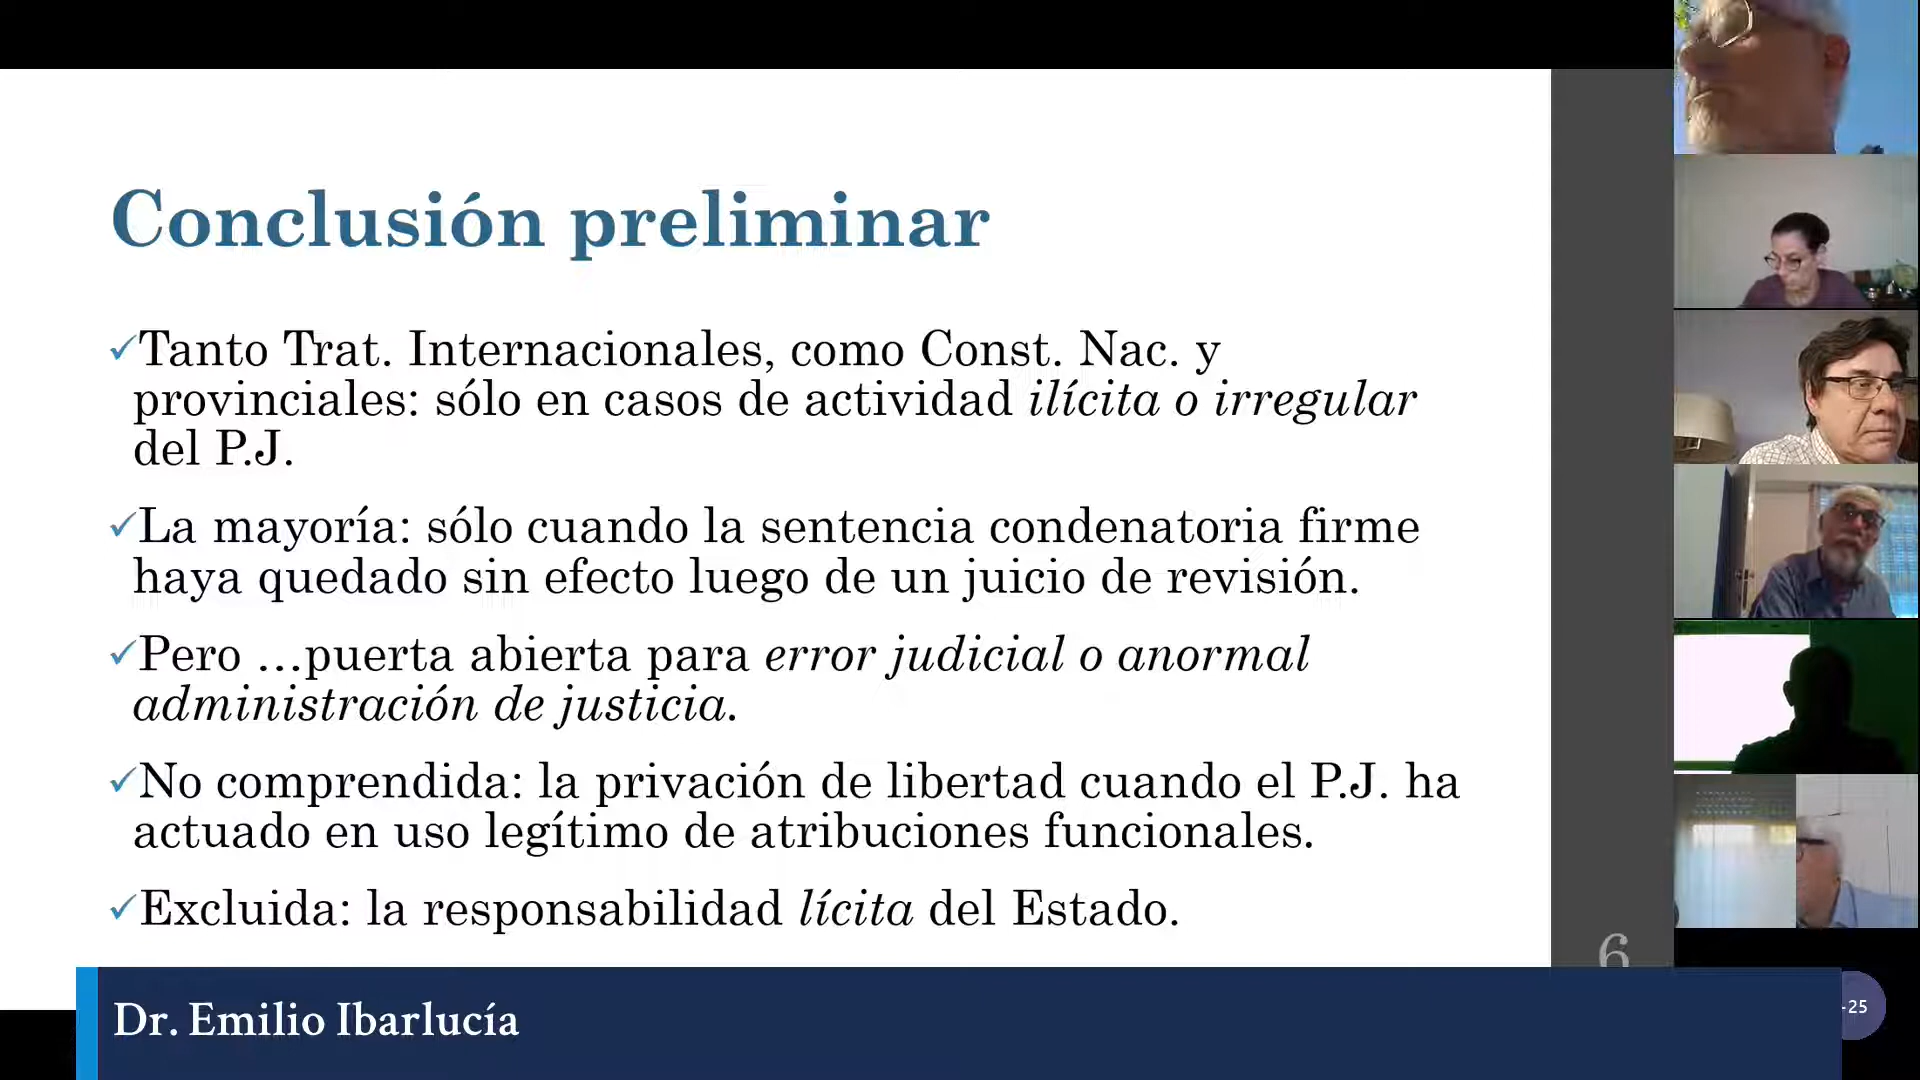 Conclusión preliminar
✓Tanto Trat. Internacionales, como Const. Nac. y
provinciales: sólo en casos de actividad ilícita o irregular
del P.J.
✓La mayoría: sólo cuando la sentencia condenatoria firme
haya quedado sin efecto luego de un juicio de revisión.
✓Pero ...puerta abierta para error judicial o anormal
administración de justicia.
✓No comprendida: la privación de libertad cuando el P.J. ha
actuado en uso legítimo de atribuciones funcionales.
✓Excluida: la responsabilidad lícita del Estado.
6
Dr. Emilio Ibarlucía
-25